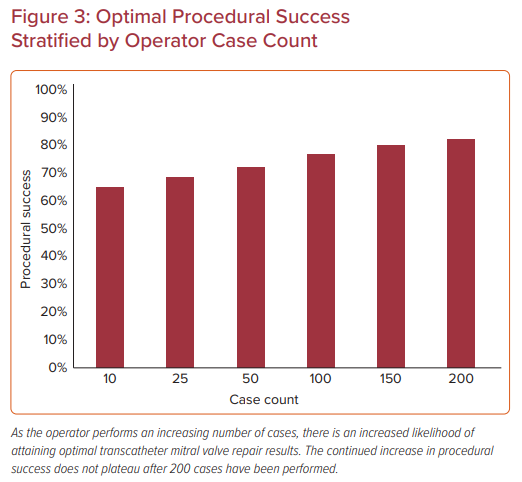 Figure 3: Optimal Procedural Success
Stratified by Operator Case Count
100%
90%
80%
70%
60%
50%
40%
30%
20%
10%
0%
Procedural success
10 25 50 100 150 200
Case count
As the operator performs an increasing number of cases, there is an increased likelihood of
attaining optimal transcatheter mitral valve repair results. The continued increase in procedural
success does not plateau after 200 cases have been performed.